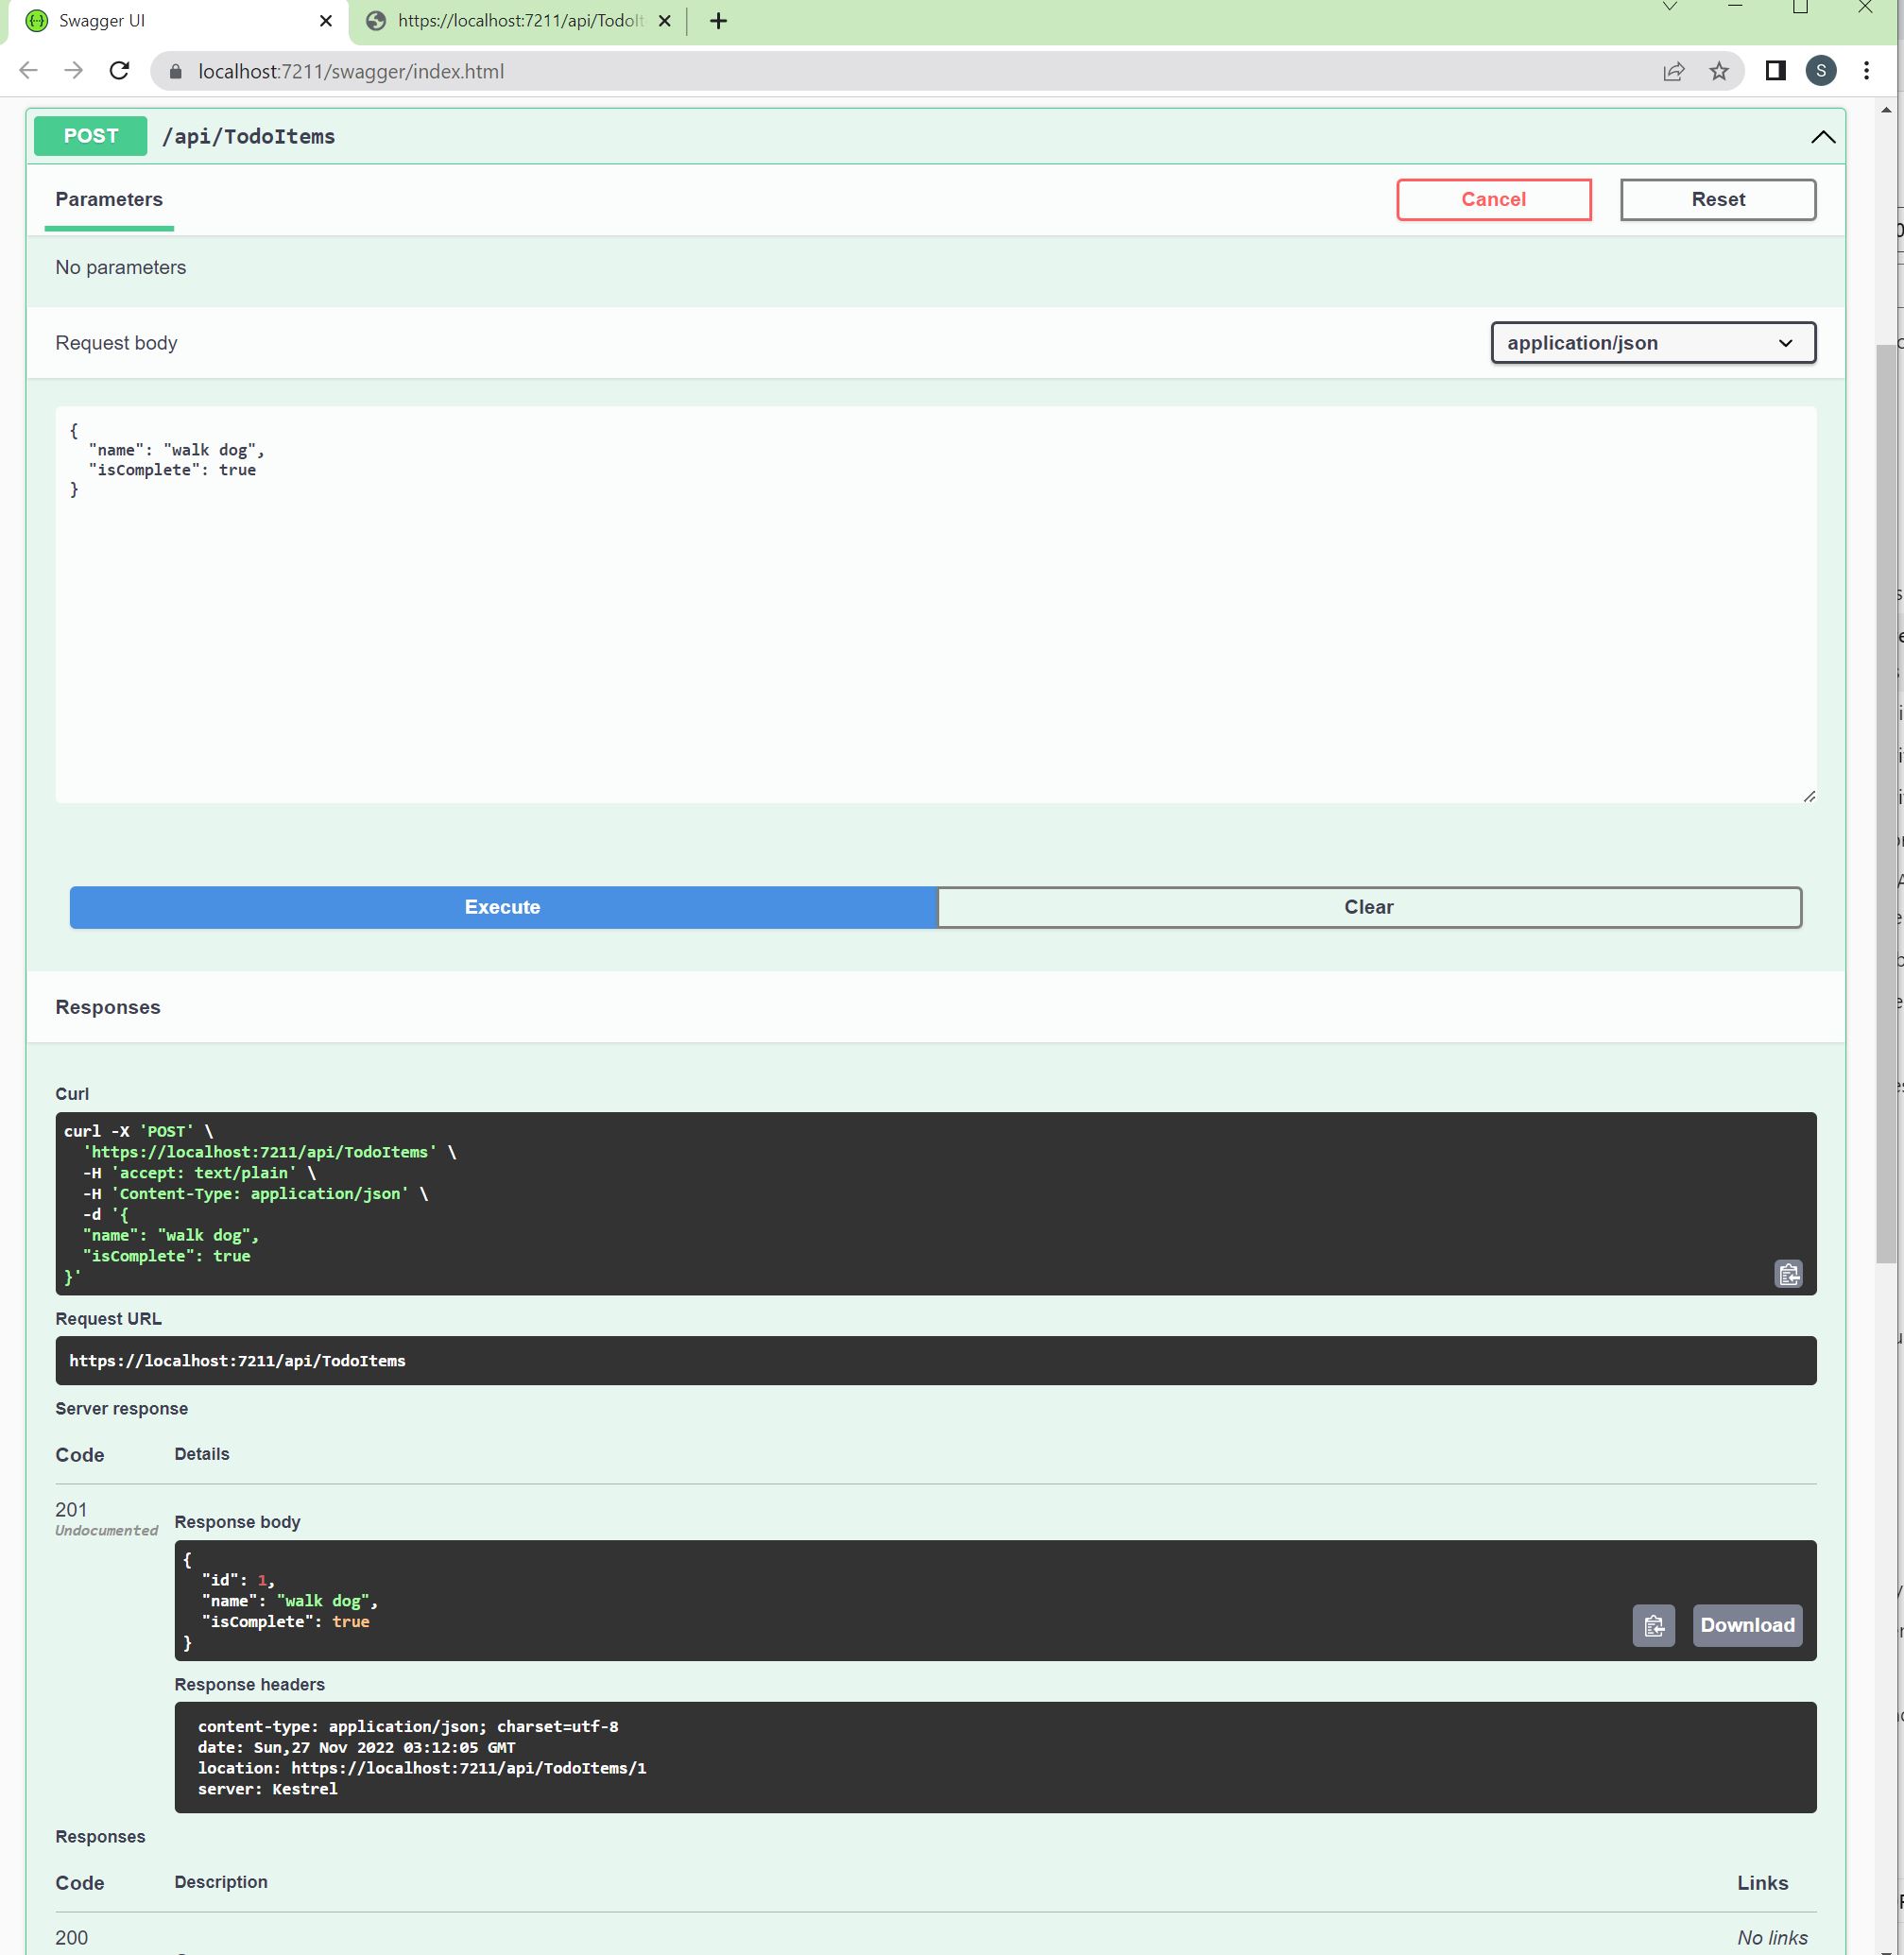 Swagger UI
https://localhost:7211/api/TodoIt
localhost:7211/swagger/index.html
S
POST /api/TodoItems
Parameters
Cancel
Reset
No parameters
Request body
application/json
{
  "name": "walk dog",
  "isComplete": true
}
Execute
Clear
Responses
Curl
curl -X 'POST' \
  'https://localhost:7211/api/TodoItems' \
  -H 'accept: text/plain' \
  -H 'Content-Type: application/json' \
  -d '{
  "name": "walk dog",
  "isComplete": true
}'
Request URL
https://localhost:7211/api/TodoItems
Server response
Code Details
201
Undocumented
Response body
{
  "id": 1,
  "name": "walk dog",
  "isComplete": true
}
Download
Response headers
content-type: application/json; charset=utf-8
date: Sun,27 Nov 2022 03:12:05 GMT
location: https://localhost:7211/api/TodoItems/1
server: Kestrel
Responses
Code Description Links
200 No links